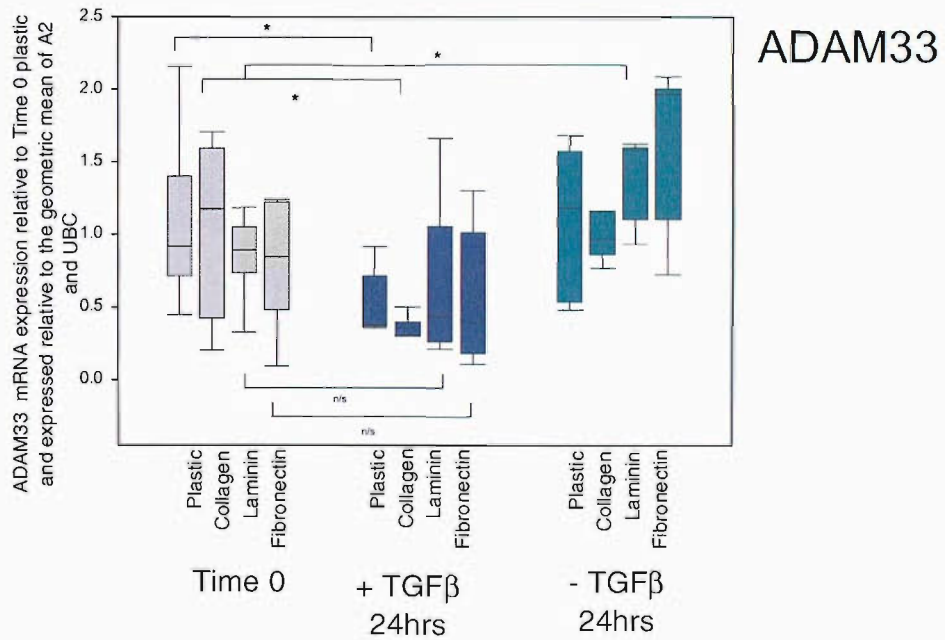 ADAM33
ADAM33 mRNA expression relative to Time 0 plastic
and expressed relative to the geometric mean of A2
and UBC
2.5
2.0
1.5
1.0
0.5
0.0
*
*
*
n/s
n/s
Plastic
Collagen
Laminin
Fibronectin
Plastic
Collagen
Laminin
Fibronectin
Plastic
Collagen
Laminin
Fibronectin
Time 0
+ TGFβ
24hrs
- TGFβ
24hrs